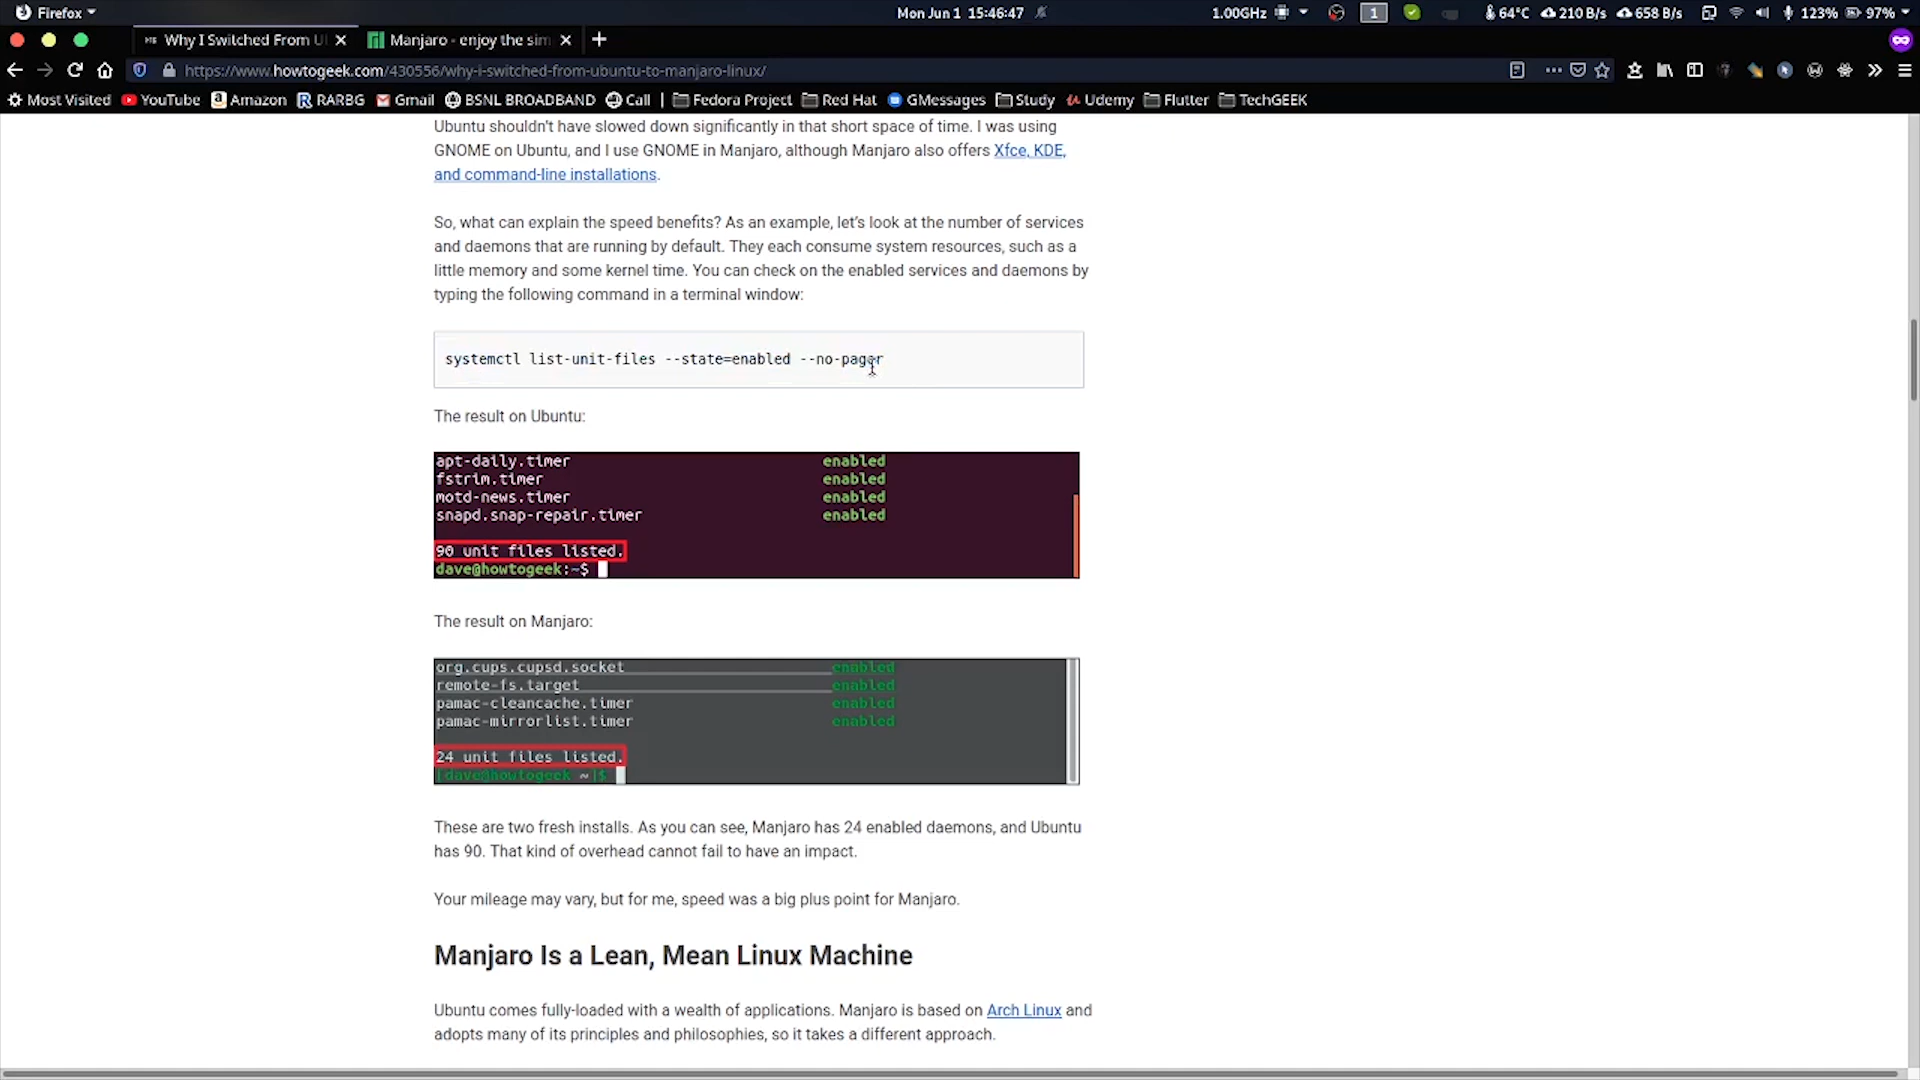 Firefox
Mon Jun 1 15:46:47
1.00GHz
1
64°C
210 B/s
658 B/s
123%
97%
Why I Switched From U
Manjaro - enjoy the sim
https://www.howtogeek.com/430556/why-i-switched-from-ubuntu-to-manjaro-linux/
Most Visited
YouTube
Amazon
RARBG
Gmail
BSNL BROADBAND
Call
Fedora Project
Red Hat
GMessages
Study
Udemy
Flutter
TechGEEK
Ubuntu shouldn't have slowed down significantly in that short space of time. I was using
GNOME on Ubuntu, and I use GNOME in Manjaro, although Manjaro also offers Xfce, KDE,
and command-line installations.
So, what can explain the speed benefits? As an example, let's look at the number of services
and daemons that are running by default. They each consume system resources, such as a
little memory and some kernel time. You can check on the enabled services and daemons by
typing the following command in a terminal window:
systemctl list-unit-files --state=enabled --no-pager
The result on Ubuntu:
apt-daily.timer enabled
fstrim.timer enabled
motd-news.timer enabled
snapd.snap-repair.timer enabled
90 unit files listed.
dave@howtogeek:~$
The result on Manjaro:
org.cups.cupsd.socket enabled
remote-fs.target enabled
pamac-cleancache.timer enabled
pamac-mirrorlist.timer enabled
24 unit files listed.
[dave@howtogeek ~]$
These are two fresh installs. As you can see, Manjaro has 24 enabled daemons, and Ubuntu
has 90. That kind of overhead cannot fail to have an impact.
Your mileage may vary, but for me, speed was a big plus point for Manjaro.
Manjaro Is a Lean, Mean Linux Machine
Ubuntu comes fully-loaded with a wealth of applications. Manjaro is based on Arch Linux and
adopts many of its principles and philosophies, so it takes a different approach.